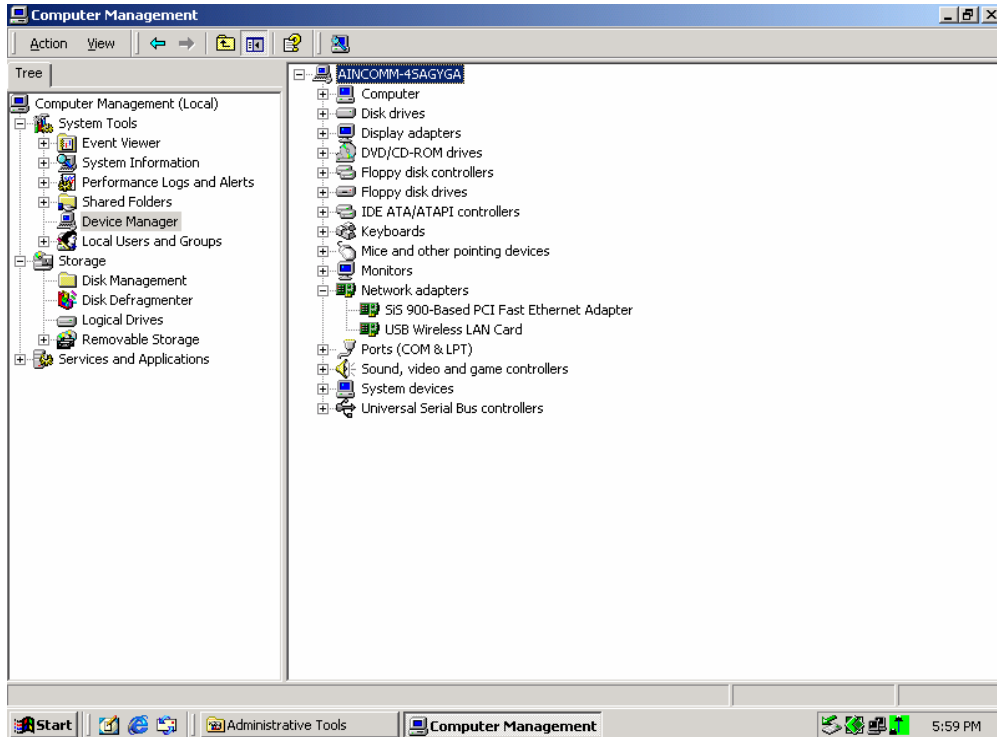 Computer Management
Action View
Tree
Computer Management (Local)
System Tools
Event Viewer
System Information
Performance Logs and Alerts
Shared Folders
Device Manager
Local Users and Groups
Storage
Disk Management
Disk Defragmenter
Logical Drives
Removable Storage
Services and Applications
AINCOMM-4SAGYGA
Computer
Disk drives
Display adapters
DVD/CD-ROM drives
Floppy disk controllers
Floppy disk drives
IDE ATA/ATAPI controllers
Keyboards
Mice and other pointing devices
Monitors
Network adapters
SiS 900-Based PCI Fast Ethernet Adapter
USB Wireless LAN Card
Ports (COM & LPT)
Sound, video and game controllers
System devices
Universal Serial Bus controllers
Start Administrative Tools Computer Management 5:59 PM